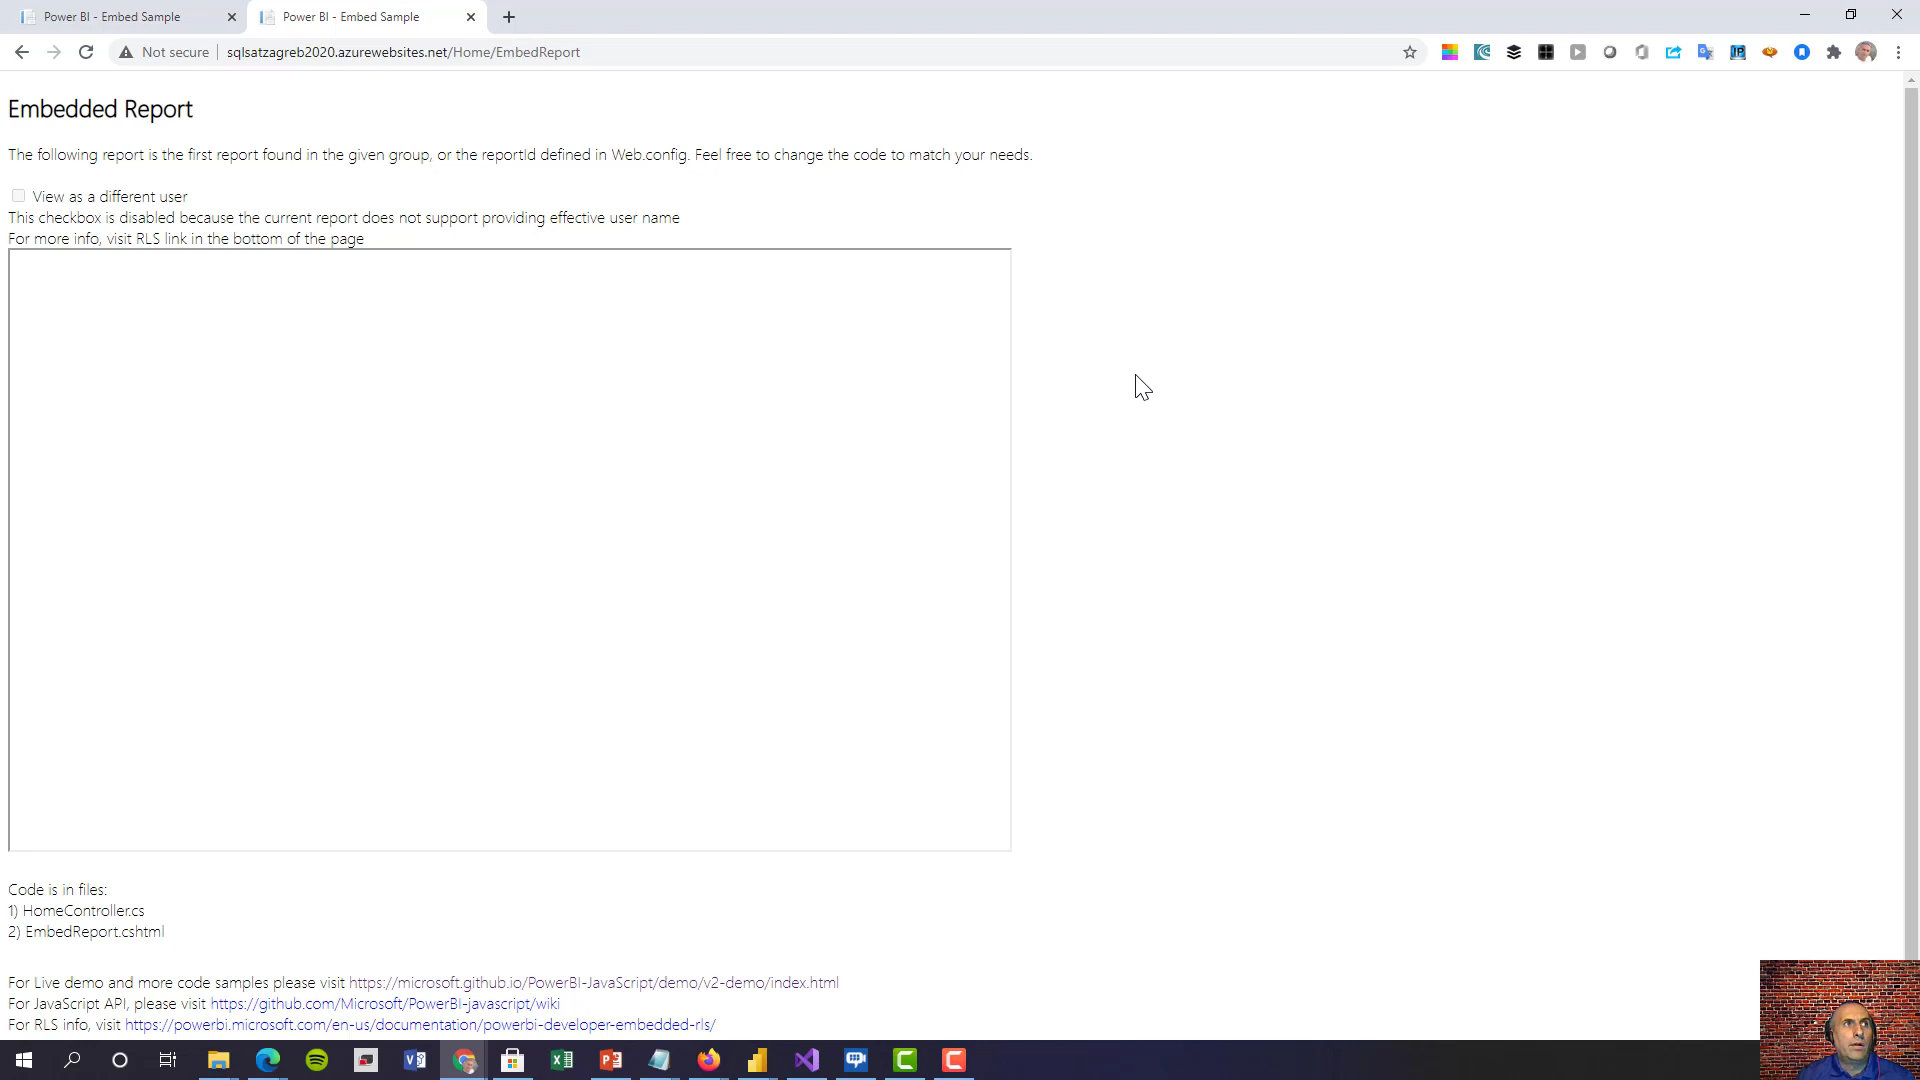 Power BI - Embed Sample
Power BI - Embed Sample
Not secure
sqlsatzagreb2020.azurewebsites.net/Home/EmbedReport
Embedded Report
The following report is the first report found in the given group, or the reportId defined in Web.config. Feel free to change the code to match your needs.
View as a different user
This checkbox is disabled because the current report does not support providing effective user name
For more info, visit RLS link in the bottom of the page
Code is in files:
1) HomeController.cs
2) EmbedReport.cshtml
For Live demo and more code samples please visit https://microsoft.github.io/PowerBI-JavaScript/demo/v2-demo/index.html
For JavaScript API, please visit https://github.com/Microsoft/PowerBI-javascript/wiki
For RLS info, visit https://powerbi.microsoft.com/en-us/documentation/powerbi-developer-embedded-rls/